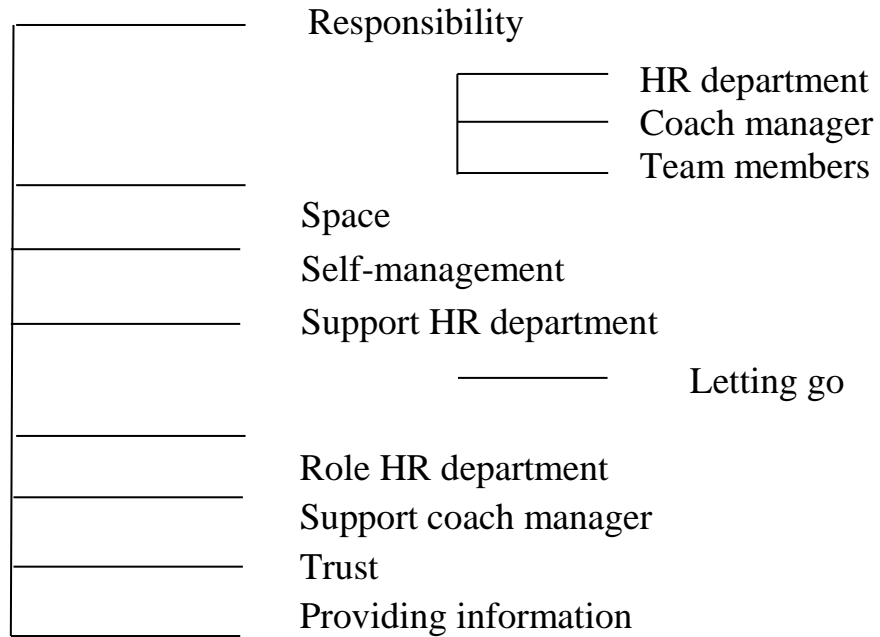 Responsibility
HR department
Coach manager
Team members
Space
Self-management
Support HR department
Letting go
Role HR department
Support coach manager
Trust
Providing information